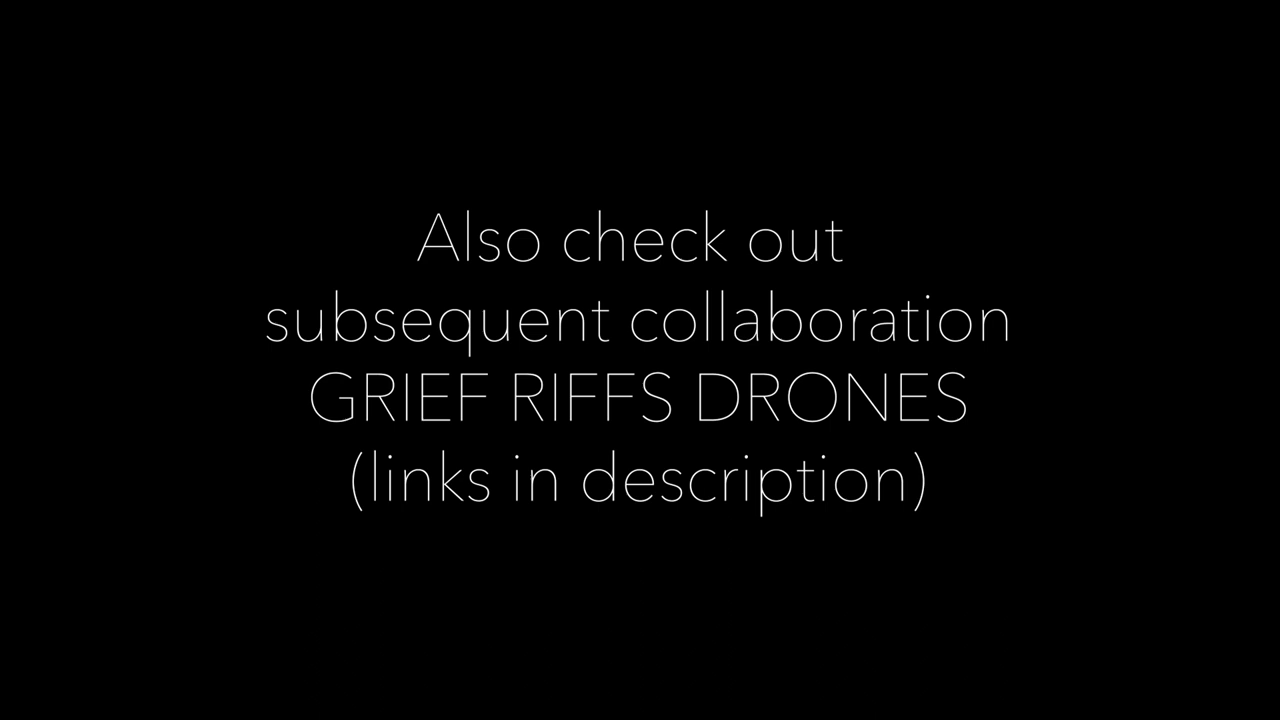 Also check out
subsequent collaboration
GRIEF RIFFS DRONES
(links in description)